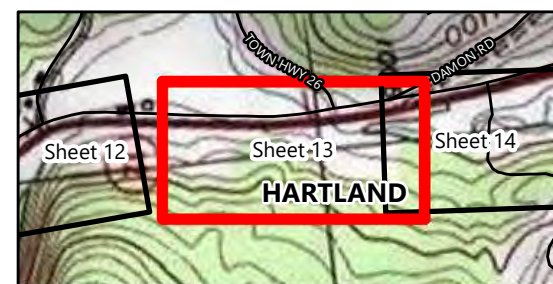 TOWN HWY 26
DAMON RD
Sheet 12
Sheet 13
Sheet 14
HARTLAND